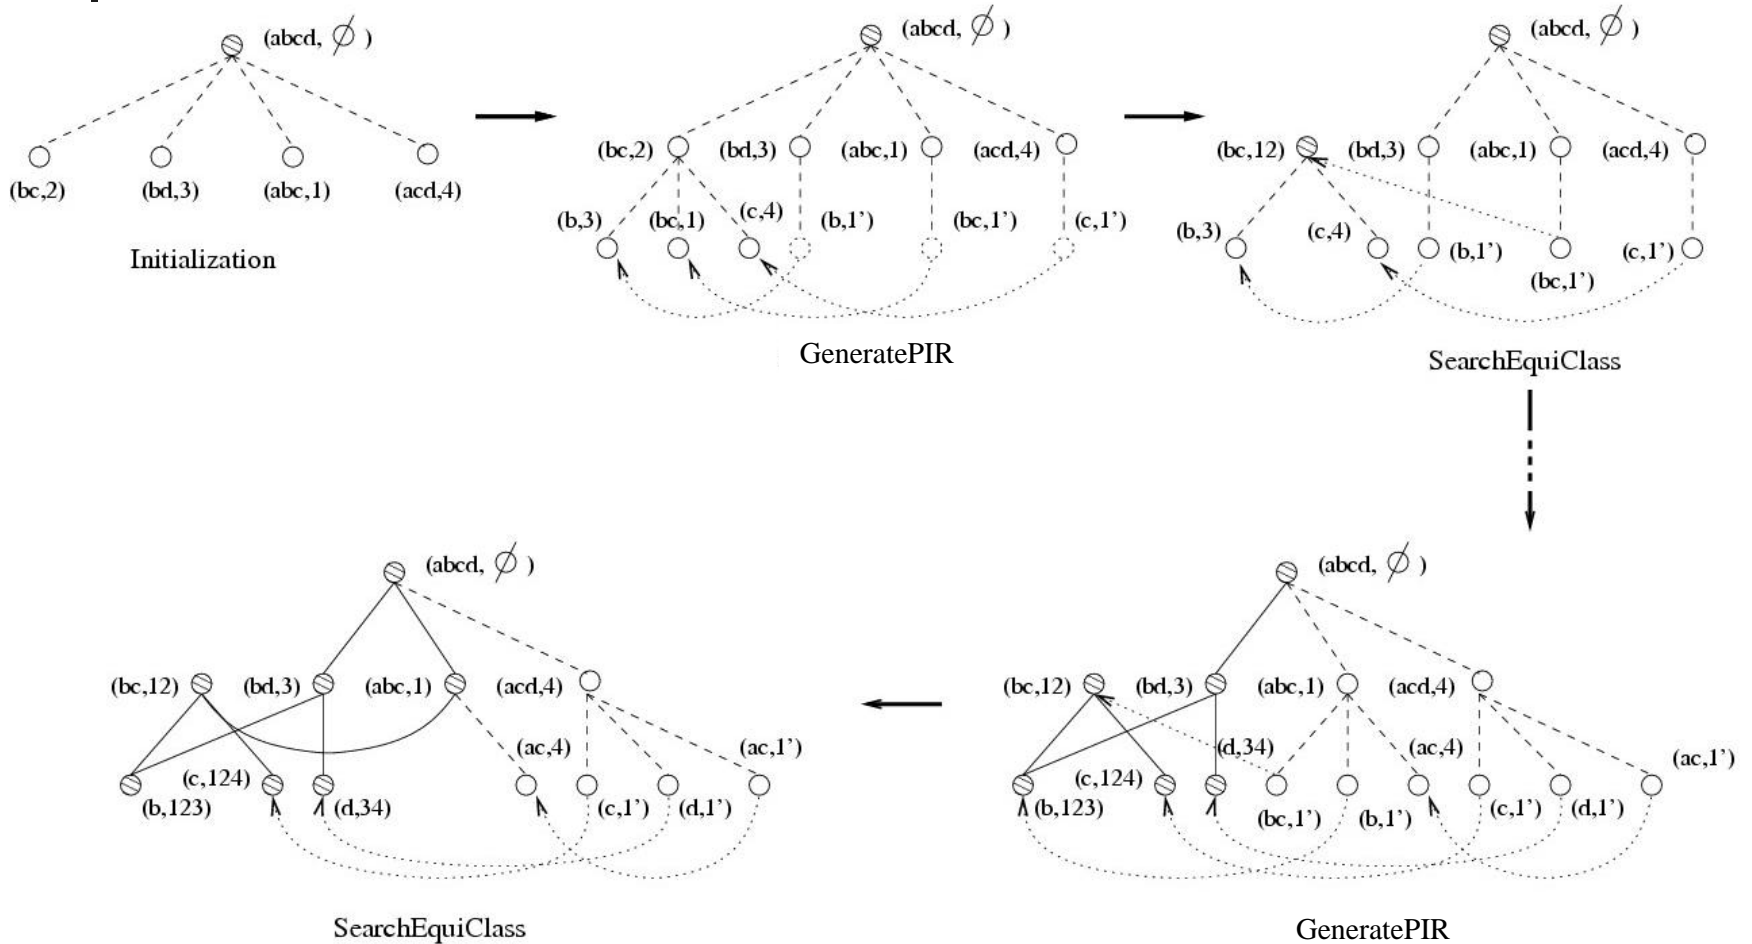 (abcd, ∅ )
(bc,2)
(bd,3)
(abc,1)
(acd,4)
Initialization
(abcd, ∅ )
(bc,2)
(bd,3)
(abc,1)
(acd,4)
(b,3)
(bc,1)
(c,4)
(b,1’)
(bc,1’)
(c,1’)
GeneratePIR
(abcd, ∅ )
(bc,12)
(bd,3)
(abc,1)
(acd,4)
(b,3)
(c,4)
(b,1’)
(bc,1’)
(c,1’)
SearchEquiClass
(abcd, ∅ )
(bc,12)
(bd,3)
(abc,1)
(acd,4)
(ac,4)
(ac,1’)
(c,124)
(b,123)
(d,34)
(c,1’)
(d,1’)
SearchEquiClass
(abcd, ∅ )
(bc,12)
(bd,3)
(abc,1)
(acd,4)
(d,34)
(ac,4)
(ac,1’)
(c,124)
(b,123)
(bc,1’)
(b,1’)
(c,1’)
(d,1’)
GeneratePIR